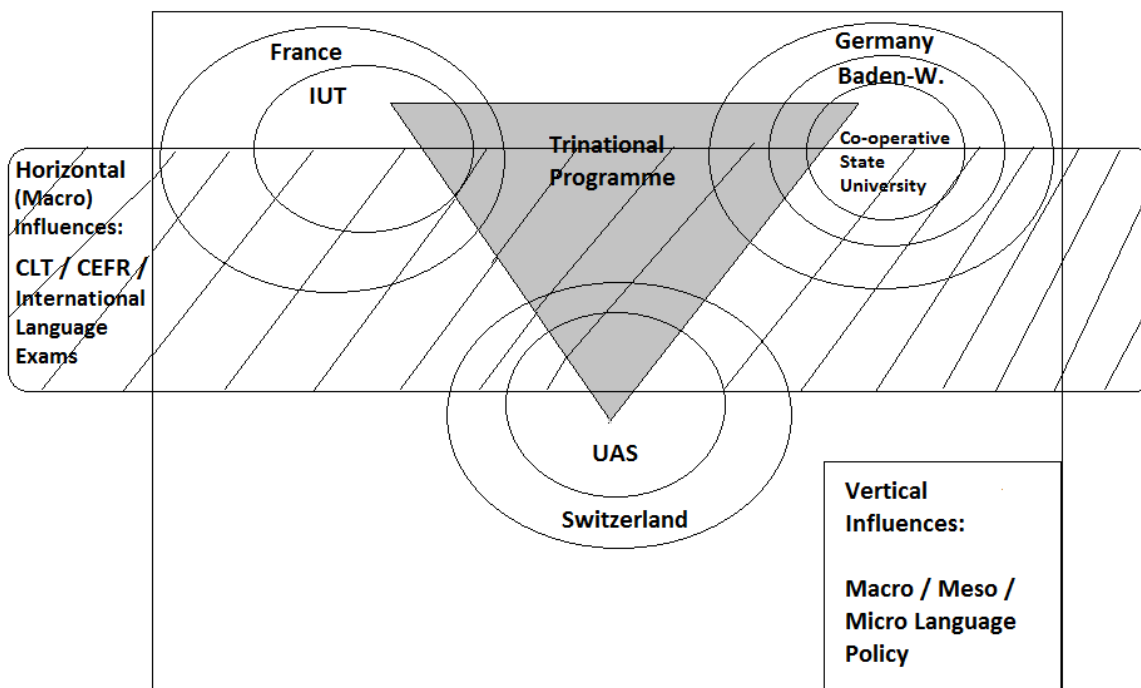 France
IUT
Germany
Baden-W.
Co-operative
State
University
Trinational
Programme
Horizontal
(Macro)
Influences:
CLT / CEFR /
International
Language
Exams
UAS
Switzerland
Vertical
Influences:
Macro / Meso /
Micro Language
Policy